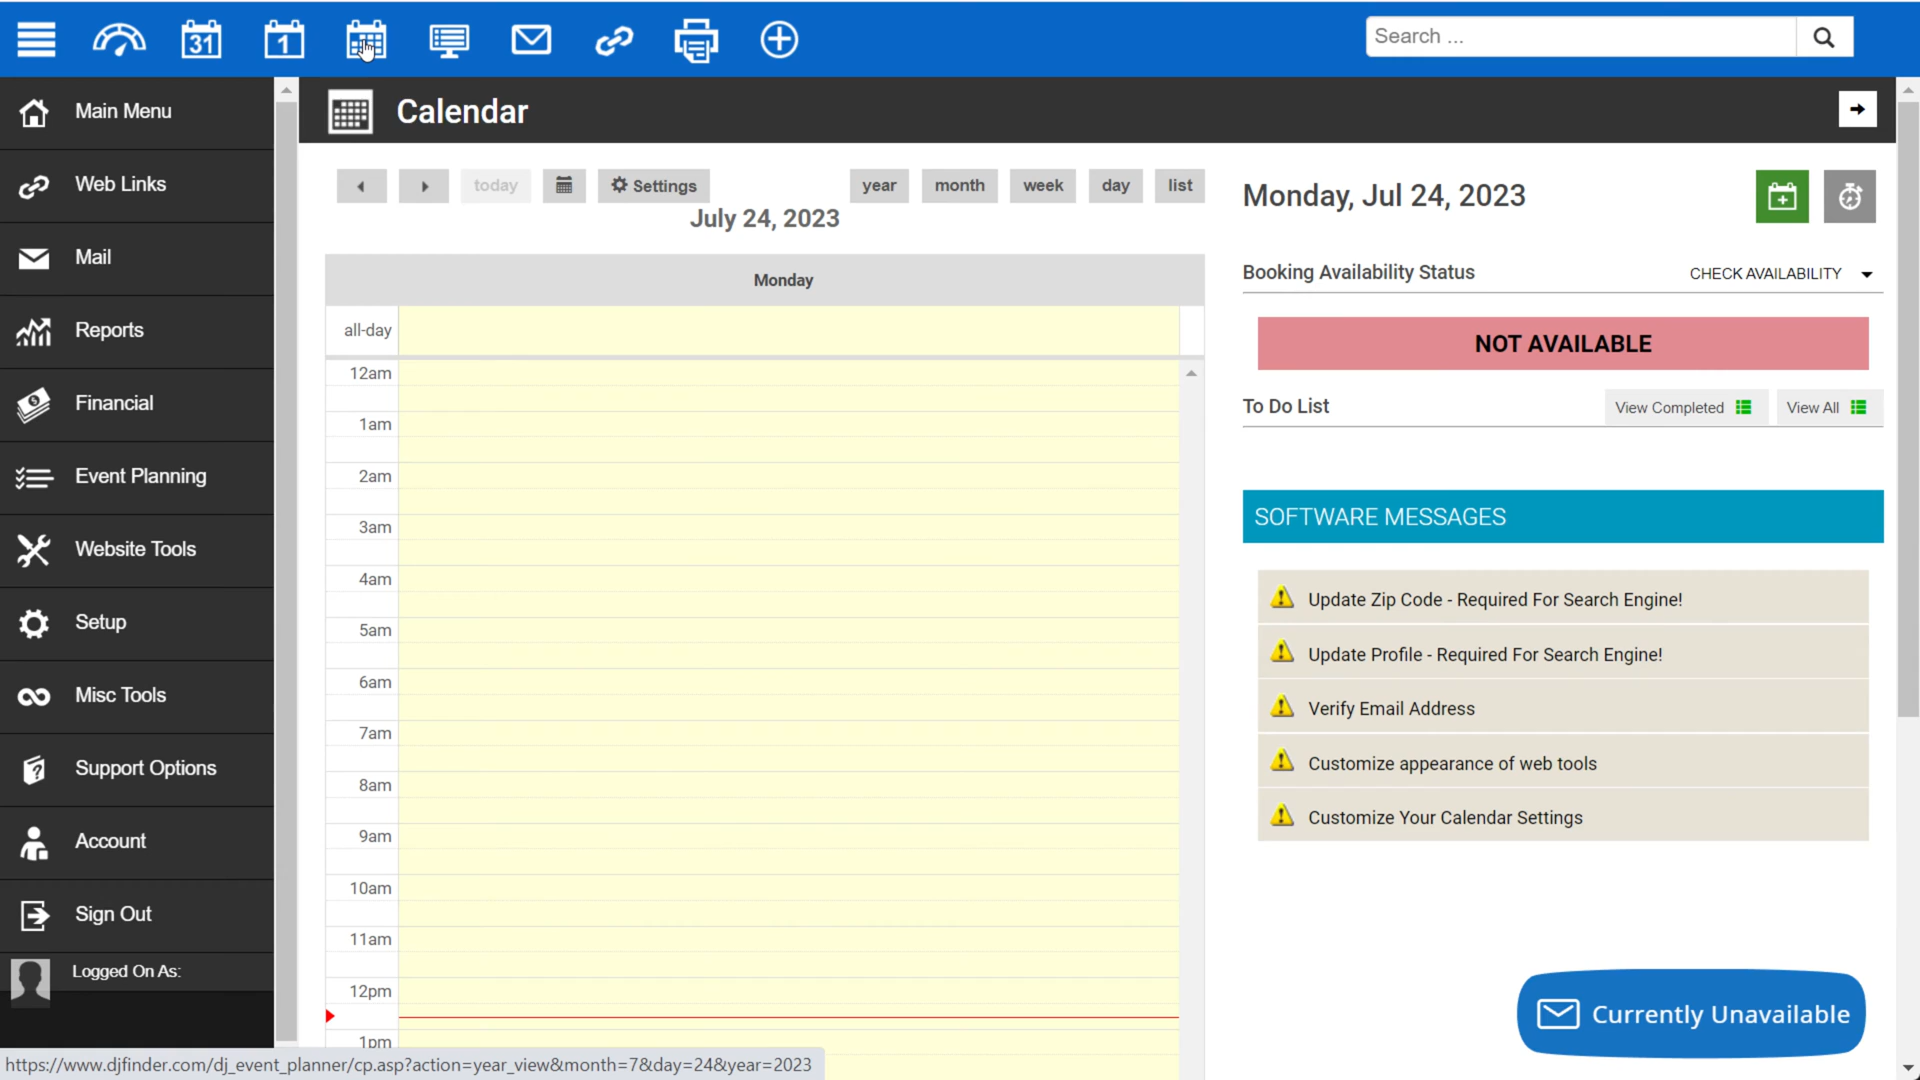 31
1
Search ...
Main Menu
Web Links
Mail
Reports
Financial
Event Planning
Website Tools
Setup
Misc Tools
Support Options
Account
Sign Out
Logged On As:
Calendar
today
Settings
year
month
week
day
list
July 24, 2023
Monday
all-day
12am
1am
2am
3am
4am
5am
6am
7am
8am
9am
10am
11am
12pm
1pm
Monday, Jul 24, 2023
Booking Availability Status
CHECK AVAILABILITY
NOT AVAILABLE
To Do List
View Completed
View All
SOFTWARE MESSAGES
Update Zip Code - Required For Search Engine!
Update Profile - Required For Search Engine!
Verify Email Address
Customize appearance of web tools
Customize Your Calendar Settings
Currently Unavailable
https://www.djfinder.com/dj_event_planner/cp.asp?action=year_view&month=7&day=24&year=2023